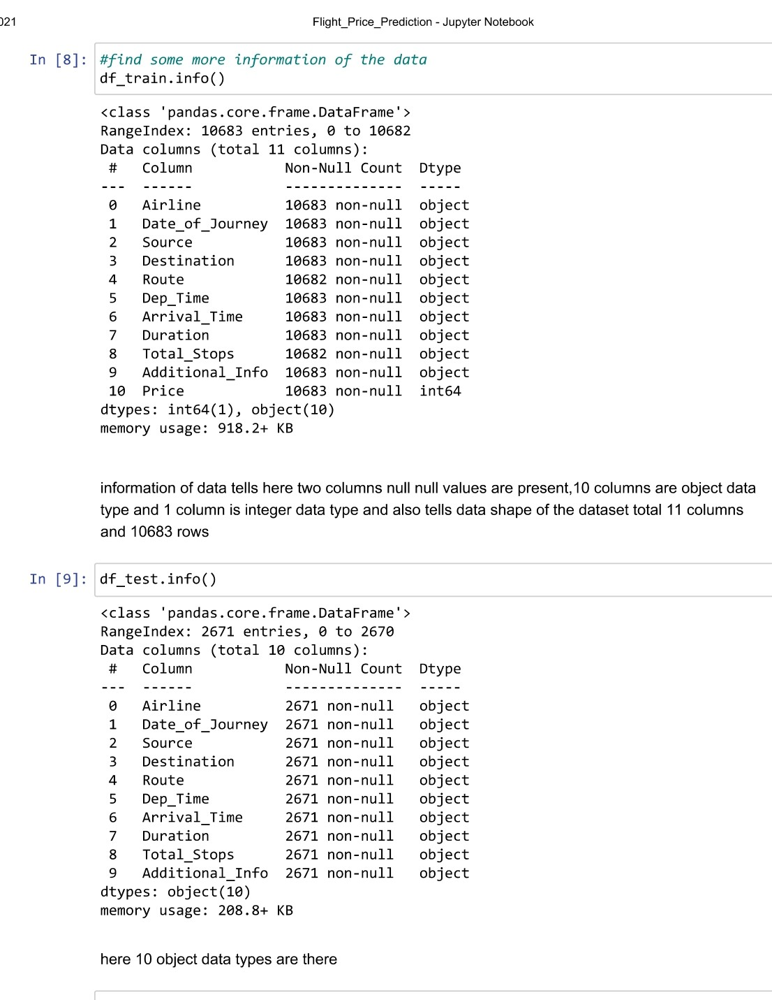 021
Flight_Price_Prediction - Jupyter Notebook
In [8]: #find some more information of the data
df_train.info()
<class 'pandas.core.frame.DataFrame'>
RangeIndex: 10683 entries, 0 to 10682
Data columns (total 11 columns):
 #   Column           Non-Null Count  Dtype
---  ------           --------------  -----
 0   Airline          10683 non-null  object
 1   Date_of_Journey  10683 non-null  object
 2   Source           10683 non-null  object
 3   Destination      10683 non-null  object
 4   Route            10682 non-null  object
 5   Dep_Time         10683 non-null  object
 6   Arrival_Time     10683 non-null  object
 7   Duration         10683 non-null  object
 8   Total_Stops      10682 non-null  object
 9   Additional_Info  10683 non-null  object
 10  Price            10683 non-null  int64
dtypes: int64(1), object(10)
memory usage: 918.2+ KB
information of data tells here two columns null null values are present,10 columns are object data
type and 1 column is integer data type and also tells data shape of the dataset total 11 columns
and 10683 rows
In [9]: df_test.info()
<class 'pandas.core.frame.DataFrame'>
RangeIndex: 2671 entries, 0 to 2670
Data columns (total 10 columns):
 #   Column           Non-Null Count  Dtype
---  ------           --------------  -----
 0   Airline          2671 non-null   object
 1   Date_of_Journey  2671 non-null   object
 2   Source           2671 non-null   object
 3   Destination      2671 non-null   object
 4   Route            2671 non-null   object
 5   Dep_Time         2671 non-null   object
 6   Arrival_Time     2671 non-null   object
 7   Duration         2671 non-null   object
 8   Total_Stops      2671 non-null   object
 9   Additional_Info  2671 non-null   object
dtypes: object(10)
memory usage: 208.8+ KB
here 10 object data types are there